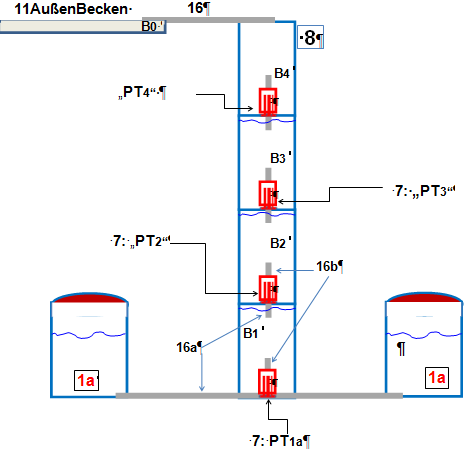 11AußenBecken·
16¶
B0·'
·8¶
B4'
„PT4“·¶
B3'
·7:·„PT3“¶
·7:·„PT2“¶
B2'
16b¶
B1'
16a¶
¶
1a·
1a
·7:·PT1a¶